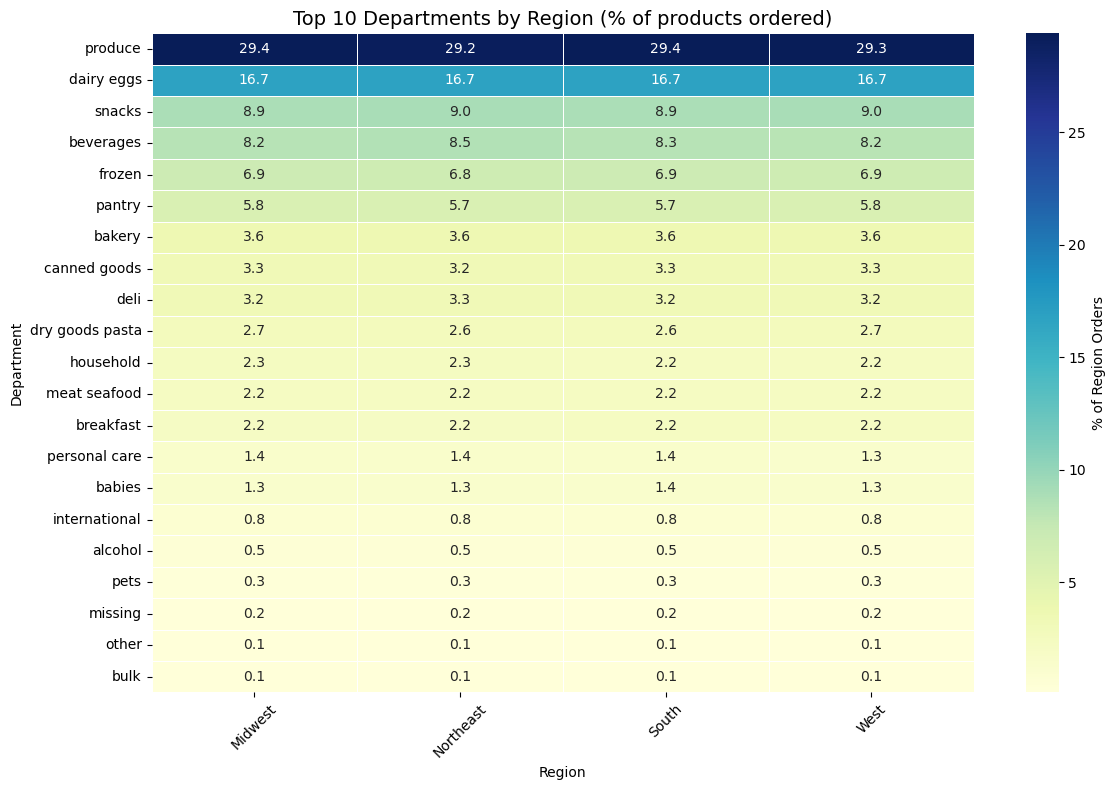 Top 10 Departments by Region (% of products ordered)
produce 29.4 29.2 29.4 29.3
dairy eggs 16.7 16.7 16.7 16.7
snacks 8.9 9.0 8.9 9.0
beverages 8.2 8.5 8.3 8.2
frozen 6.9 6.8 6.9 6.9
pantry 5.8 5.7 5.7 5.8
bakery 3.6 3.6 3.6 3.6
canned goods 3.3 3.2 3.3 3.3
deli 3.2 3.3 3.2 3.2
dry goods pasta 2.7 2.6 2.6 2.7
household 2.3 2.3 2.2 2.2
meat seafood 2.2 2.2 2.2 2.2
breakfast 2.2 2.2 2.2 2.2
personal care 1.4 1.4 1.4 1.3
babies 1.3 1.3 1.4 1.3
international 0.8 0.8 0.8 0.8
alcohol 0.5 0.5 0.5 0.5
pets 0.3 0.3 0.3 0.3
missing 0.2 0.2 0.2 0.2
other 0.1 0.1 0.1 0.1
bulk 0.1 0.1 0.1 0.1
Midwest Northeast South West
Region
Department
25
20
15
10
5
% of Region Orders